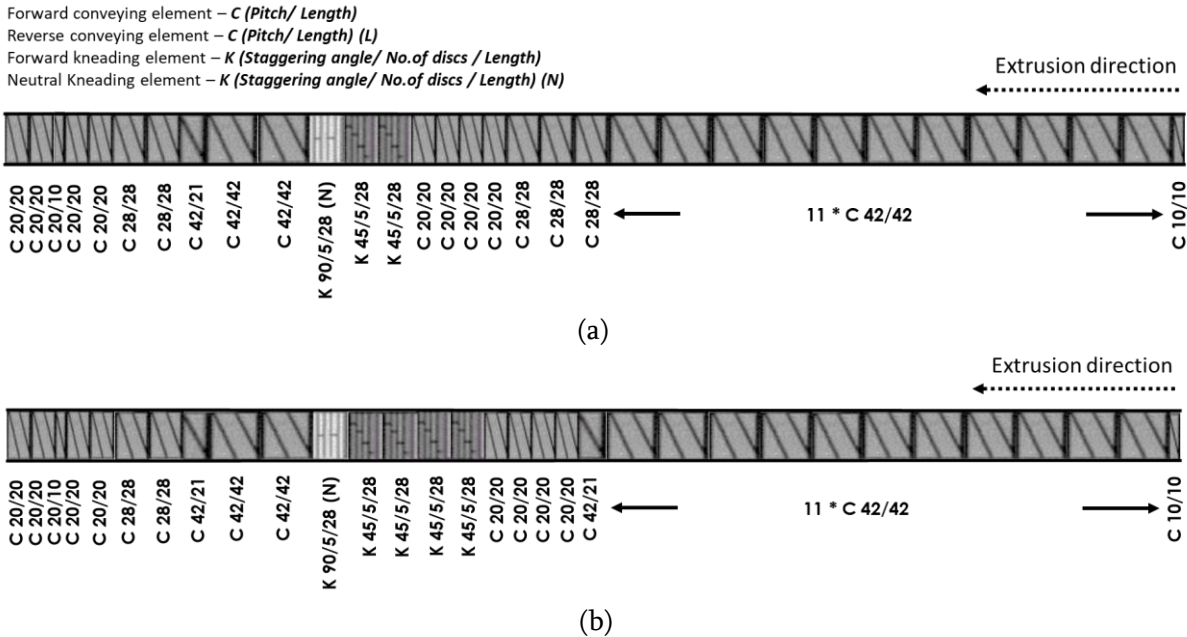 Forward conveying element – C (Pitch/ Length)
Reverse conveying element – C (Pitch/ Length) (L)
Forward kneading element – K (Staggering angle/ No.of discs / Length)
Neutral Kneading element – K (Staggering angle/ No.of discs / Length) (N)
Extrusion direction
C 20/20
C 20/20
C 20/10
C 20/20
C 20/20
C 28/28
C 28/28
C 42/21
C 42/42
C 42/42
K 90/5/28 (N)
K 45/5/28
K 45/5/28
C 20/20
C 20/20
C 20/20
C 20/20
C 28/28
C 28/28
C 28/28
11 * C 42/42
C 10/10
(a)
Extrusion direction
C 20/20
C 20/20
C 20/10
C 20/20
C 20/20
C 28/28
C 28/28
C 42/21
C 42/42
C 42/42
K 90/5/28 (N)
K 45/5/28
K 45/5/28
K 45/5/28
K 45/5/28
C 20/20
C 20/20
C 20/20
C 20/20
C 42/21
11 * C 42/42
C 10/10
(b)